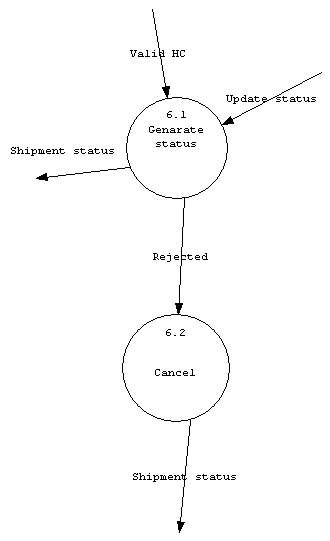 Valid HC
Update status
6.1
Genarate
status
Shipment status
Rejected
6.2
Cancel
Shipment status